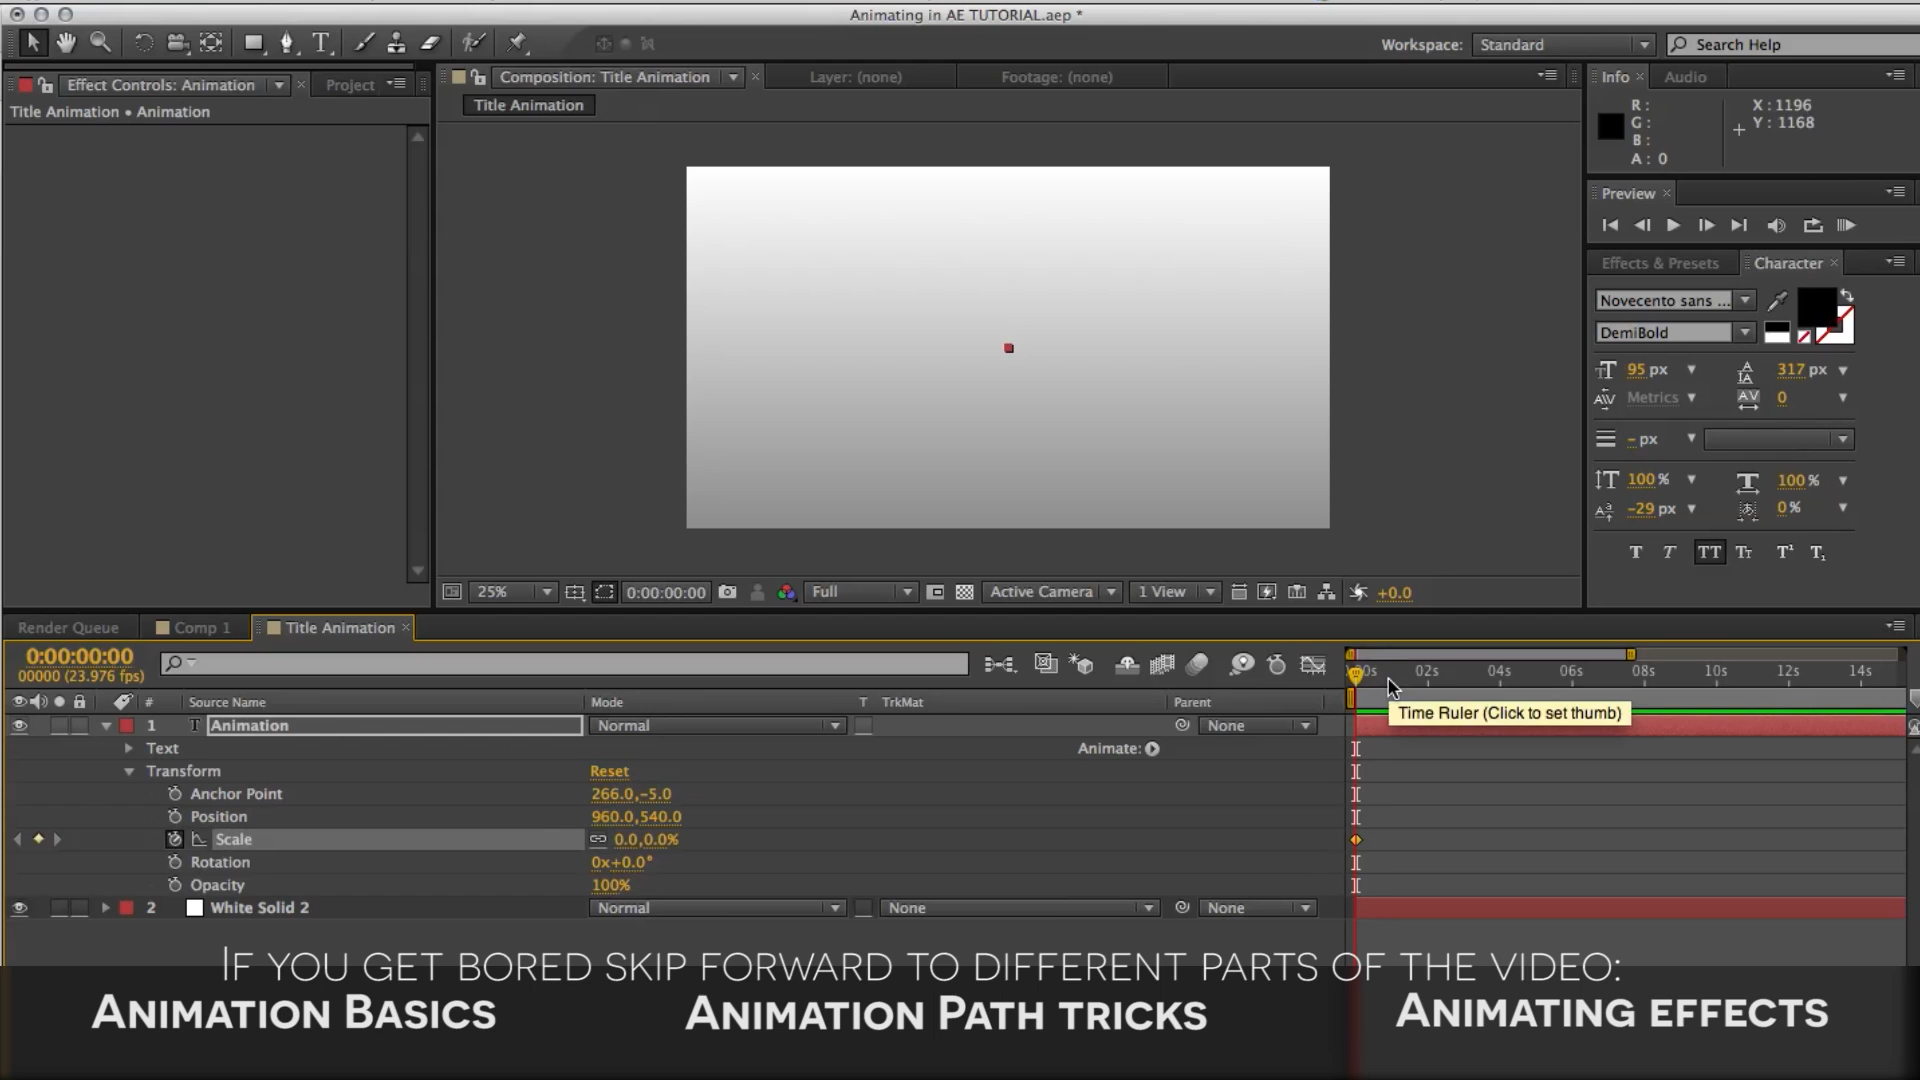 Animating in AE TUTORIAL.aep *
Workspace: Standard Search Help
Effect Controls: Animation Project
Title Animation • Animation
Composition: Title Animation Layer: (none) Footage: (none)
Title Animation
Info Audio
R: X: 1196
G: Y: 1168
B:
A: 0
Preview
Effects & Presets Character
Novecento sans ...
DemiBold
95 px 317 px
Metrics 0
- px
100 % 100 %
-29 px 0 %
T T TT Tr T¹ T₁
25% 0:00:00:00 Full Active Camera 1 View +0.0
Render Queue Comp 1 Title Animation
0:00:00:00
00000 (23.976 fps)
00s 02s 04s 06s 08s 10s 12s 14s
# Source Name Mode T TrkMat Parent
Time Ruler (Click to set thumb)
1 T Animation Normal None
Text Animate:
Transform Reset
Anchor Point 266.0,-5.0
Position 960.0,540.0
Scale 0.0,0.0%
Rotation 0x+0.0°
Opacity 100%
2 White Solid 2 Normal None None
If you get bored skip forward to different parts of the video:
Animation Basics Animation Path tricks Animating effects